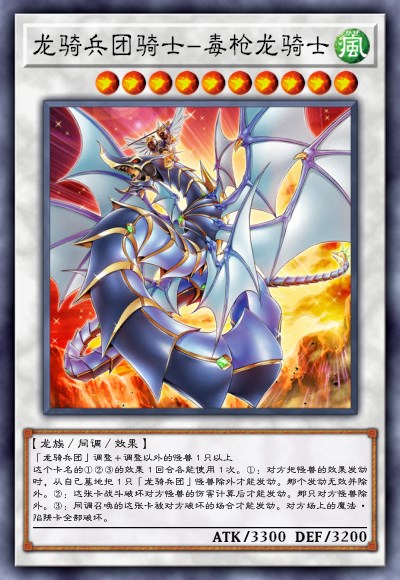 龙骑兵团骑士-毒枪龙骑士
風
【龙族／同调／效果】
「龙骑兵团」调整＋调整以外的怪兽１只以上
这个卡名的①②③的效果１回合各能使用１次。①：对方把怪兽的效果发动
时，从自己墓地把１只「龙骑兵团」怪兽除外才能发动。那个发动无效并除
外。②：这张卡战斗破坏对方怪兽的伤害计算后才能发动。那只对方怪兽除
外。③：同调召唤的这张卡被对方破坏的场合才能发动。对方场上的魔法·
陷阱卡全部破坏。
ATK/3300 DEF/3200